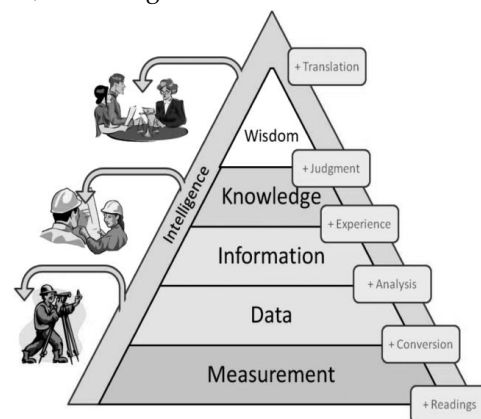 + Translation
Wisdom
+ Judgment
Knowledge
+ Experience
Intelligence
Information
+ Analysis
Data
+ Conversion
Measurement
+ Readings